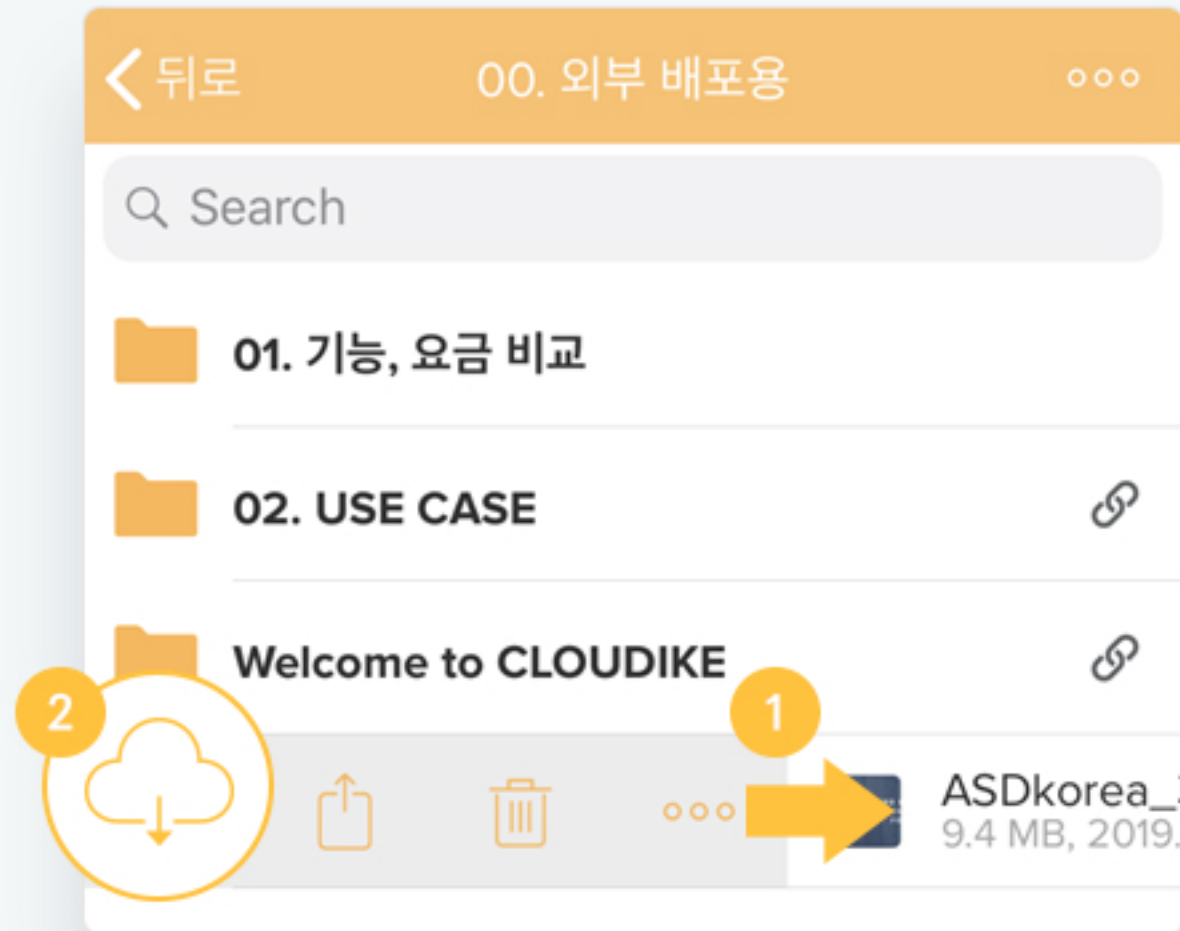 뒤로
00. 외부 배포용
Search
01. 기능, 요금 비교
02. USE CASE
Welcome to CLOUDIKE
2
1
ASDkorea_
9.4 MB, 2019.